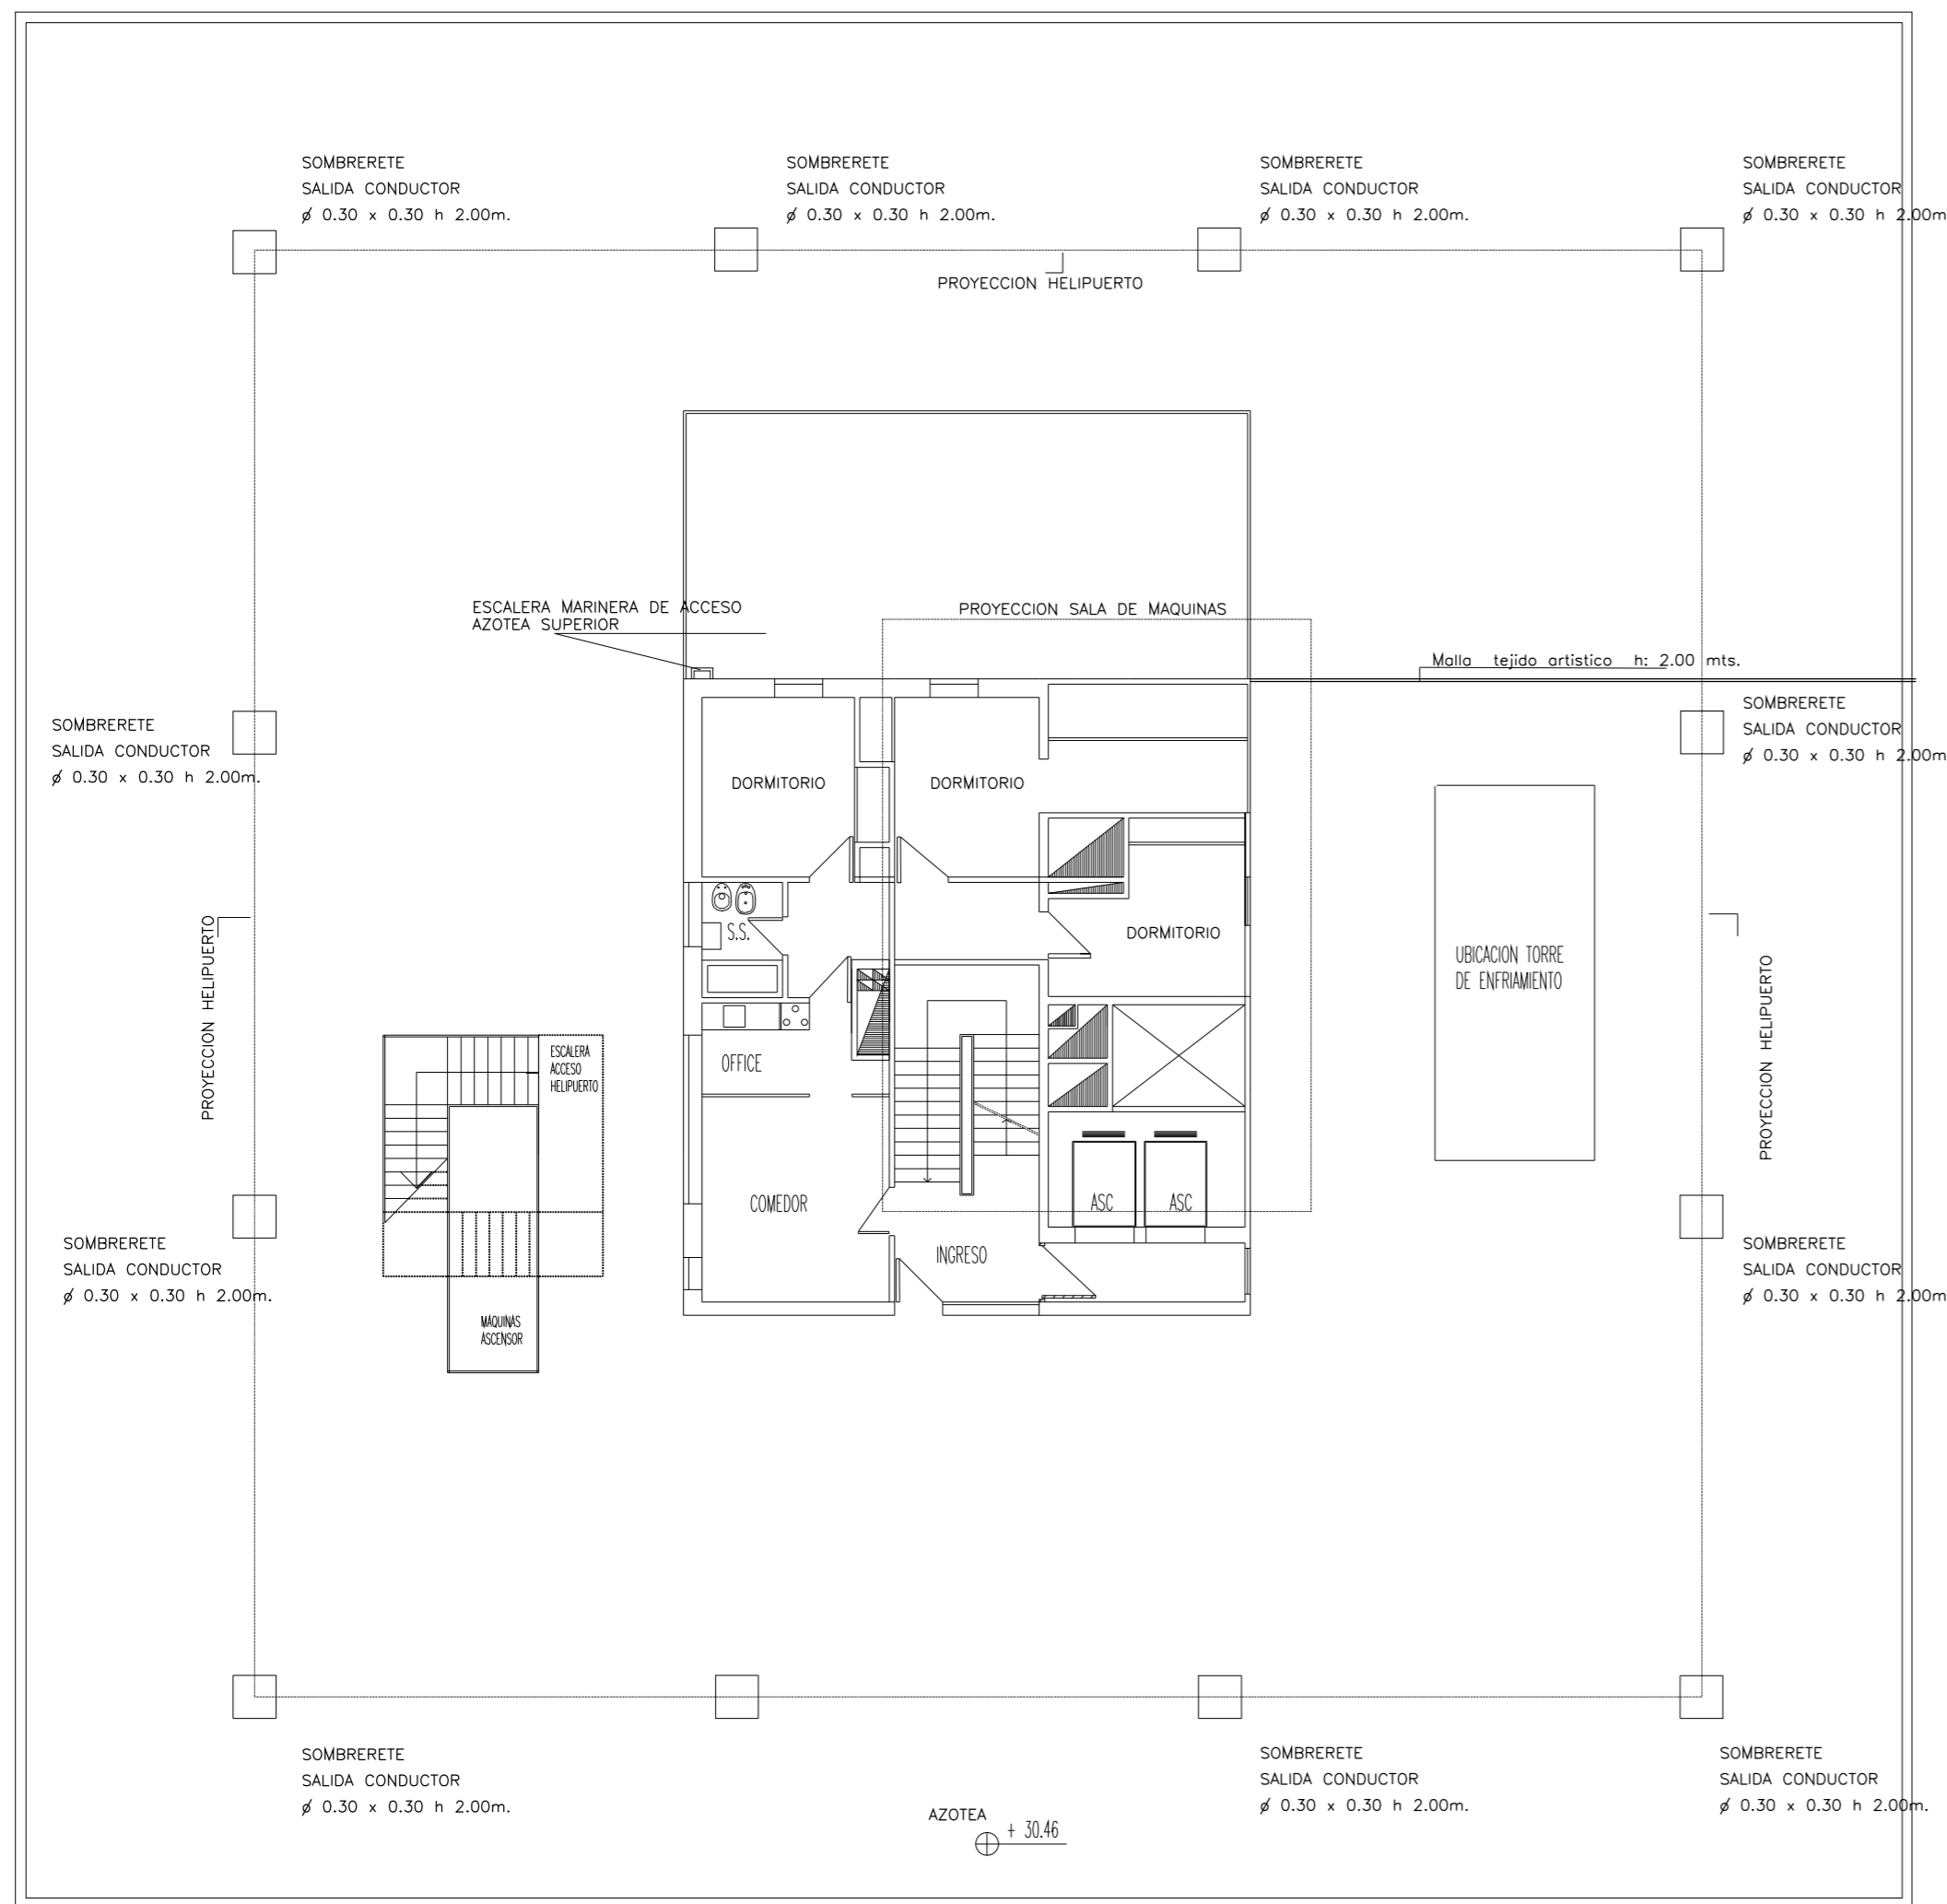 SOMBRERETE
SALIDA CONDUCTOR
ø 0.30 x 0.30 h 2.00m.
SOMBRERETE
SALIDA CONDUCTOR
ø 0.30 x 0.30 h 2.00m.
SOMBRERETE
SALIDA CONDUCTOR
ø 0.30 x 0.30 h 2.00m.
SOMBRERETE
SALIDA CONDUCTOR
ø 0.30 x 0.30 h 2.00m
PROYECCION HELIPUERTO
ESCALERA MARINERA DE ACCESO
AZOTEA SUPERIOR
PROYECCION SALA DE MAQUINAS
Malla tejido artistico h: 2.00 mts.
SOMBRERETE
SALIDA CONDUCTOR
ø 0.30 x 0.30 h 2.00m.
SOMBRERETE
SALIDA CONDUCTOR
ø 0.30 x 0.30 h 2.00m
DORMITORIO
DORMITORIO
DORMITORIO
S.S.
UBICACION TORRE
DE ENFRIAMIENTO
PROYECCION HELIPUERTO
PROYECCION HELIPUERTO
ESCALERA
ACCESO
HELIPUERTO
OFFICE
COMEDOR
ASC
ASC
INGRESO
SOMBRERETE
SALIDA CONDUCTOR
ø 0.30 x 0.30 h 2.00m.
SOMBRERETE
SALIDA CONDUCTOR
ø 0.30 x 0.30 h 2.00m
MAQUINAS
ASCENSOR
SOMBRERETE
SALIDA CONDUCTOR
ø 0.30 x 0.30 h 2.00m.
SOMBRERETE
SALIDA CONDUCTOR
ø 0.30 x 0.30 h 2.00m.
SOMBRERETE
SALIDA CONDUCTOR
ø 0.30 x 0.30 h 2.00m.
AZOTEA
+ 30.46